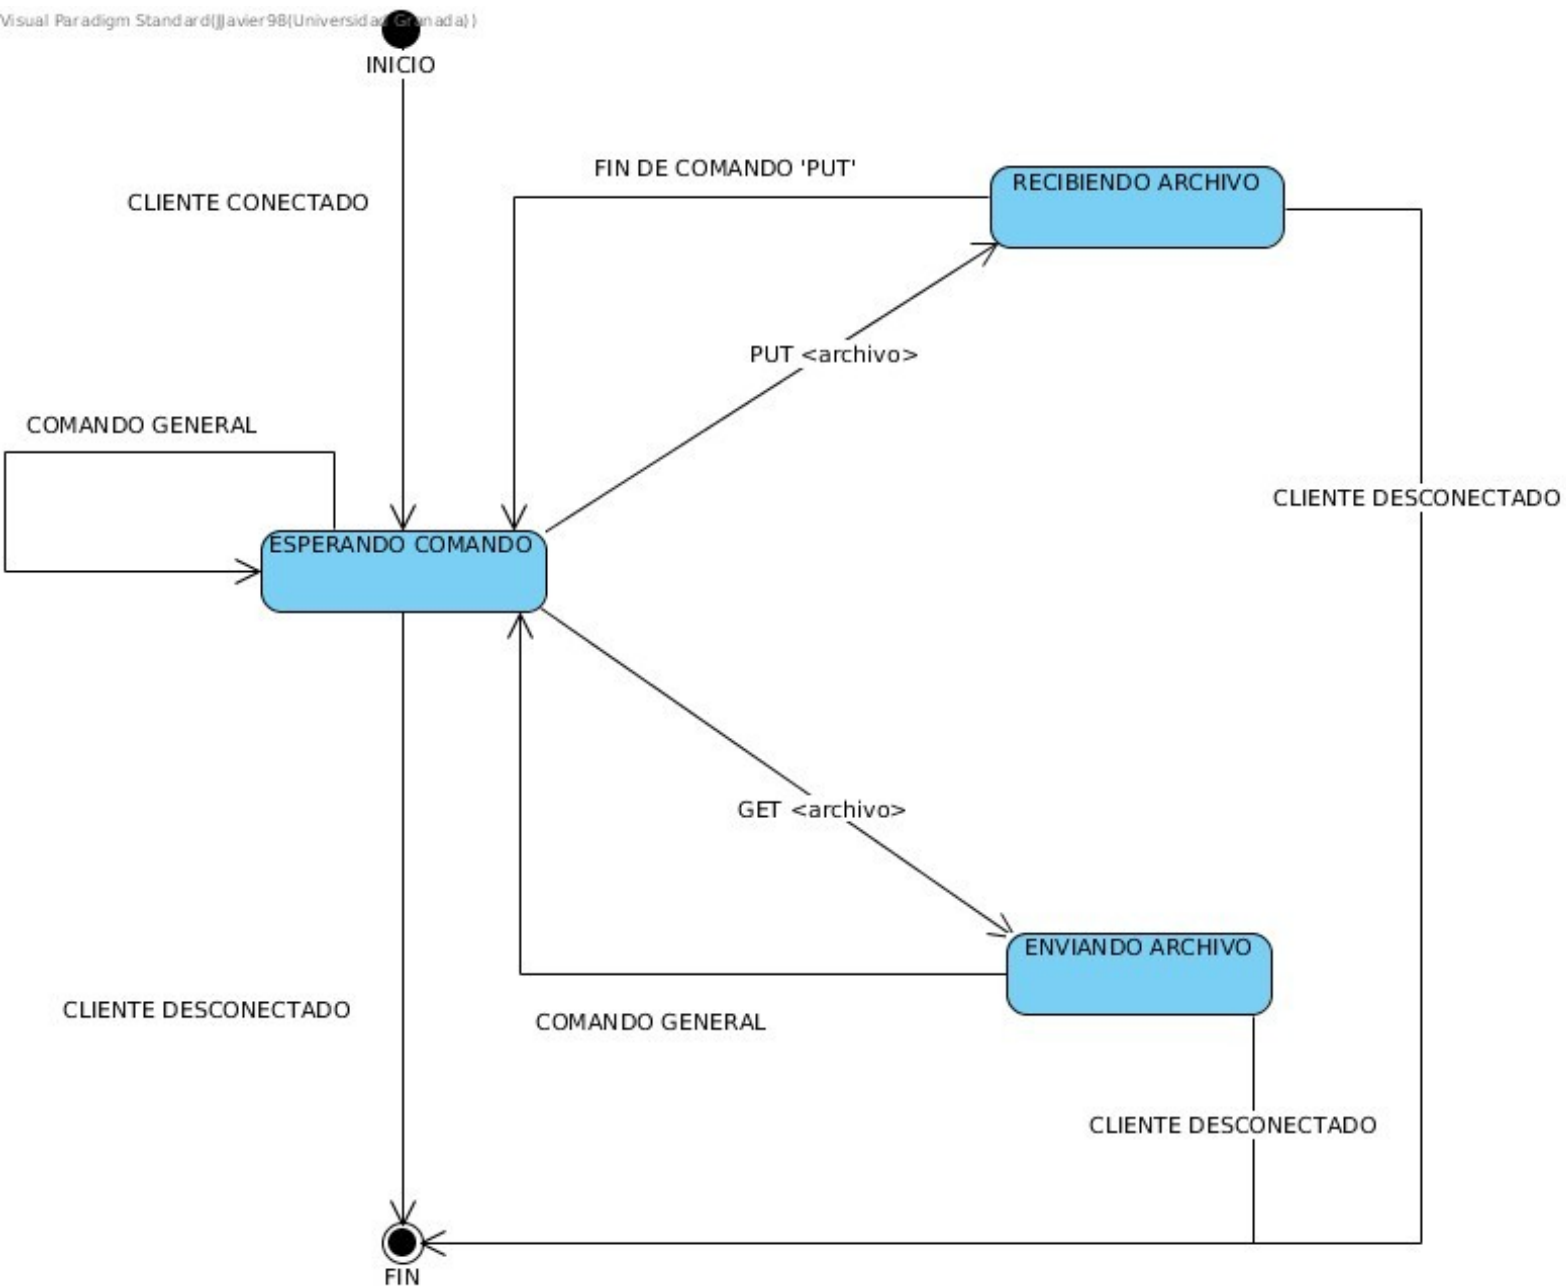 Visual Paradigm Standard(JJavier98(Universidad Granada))
INICIO
CLIENTE CONECTADO
FIN DE COMANDO 'PUT'
RECIBIENDO ARCHIVO
PUT <archivo>
COMANDO GENERAL
CLIENTE DESCONECTADO
ESPERANDO COMANDO
GET <archivo>
ENVIANDO ARCHIVO
CLIENTE DESCONECTADO
COMANDO GENERAL
CLIENTE DESCONECTADO
FIN